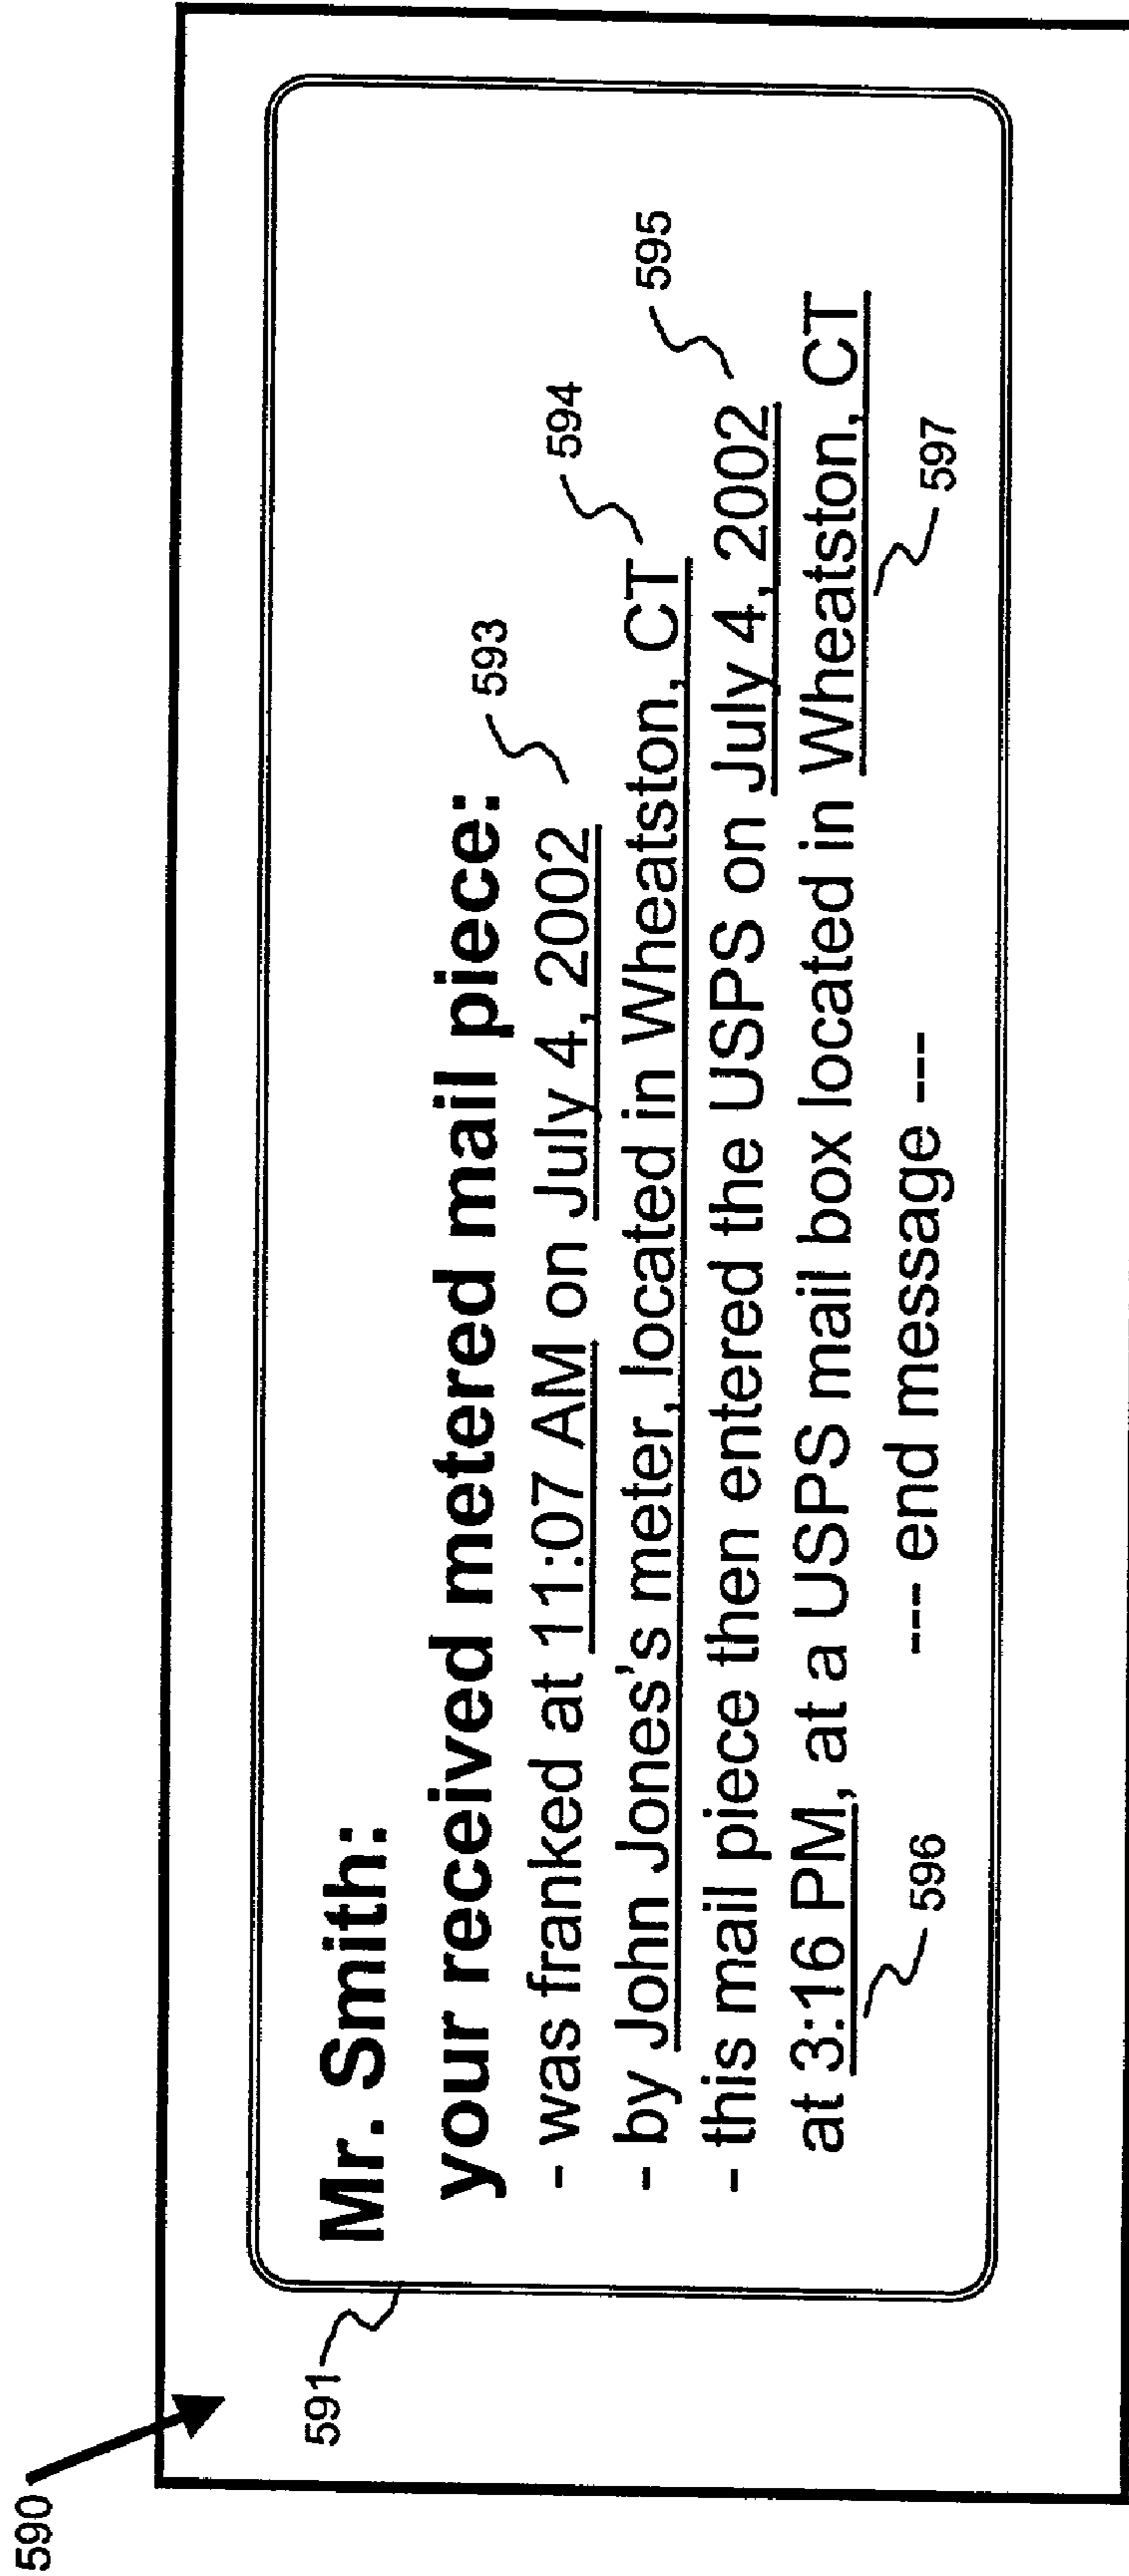 590
591
Mr. Smith:
your received metered mail piece:
- was franked at 11:07 AM on July 4, 2002
593
- by John Jones's meter, located in Wheatston, CT
594
- this mail piece then entered the USPS on July 4, 2002
595
at 3:16 PM, at a USPS mail box located in Wheatston, CT
596
597
--- end message ---